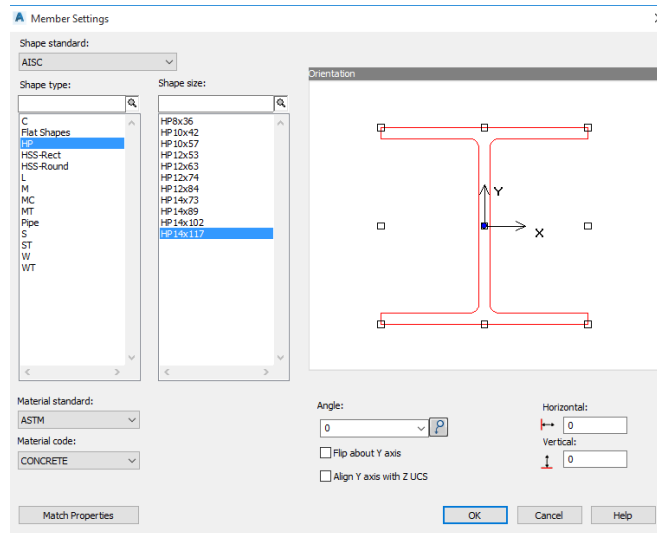 Member Settings
Shape standard:
AISC
Shape type:
Shape size:
C
Flat Shapes
HP
HSS-Rect
HSS-Round
L
M
MC
MT
Pipe
S
ST
W
WT
HP8x36
HP10x42
HP10x57
HP12x53
HP12x63
HP12x74
HP12x84
HP14x73
HP14x89
HP14x102
HP14x117
Orientation
Y
X
Material standard:
ASTM
Material code:
CONCRETE
Match Properties
Angle:
0
Flip about Y axis
Align Y axis with Z UCS
Horizontal:
0
Vertical:
0
OK
Cancel
Help